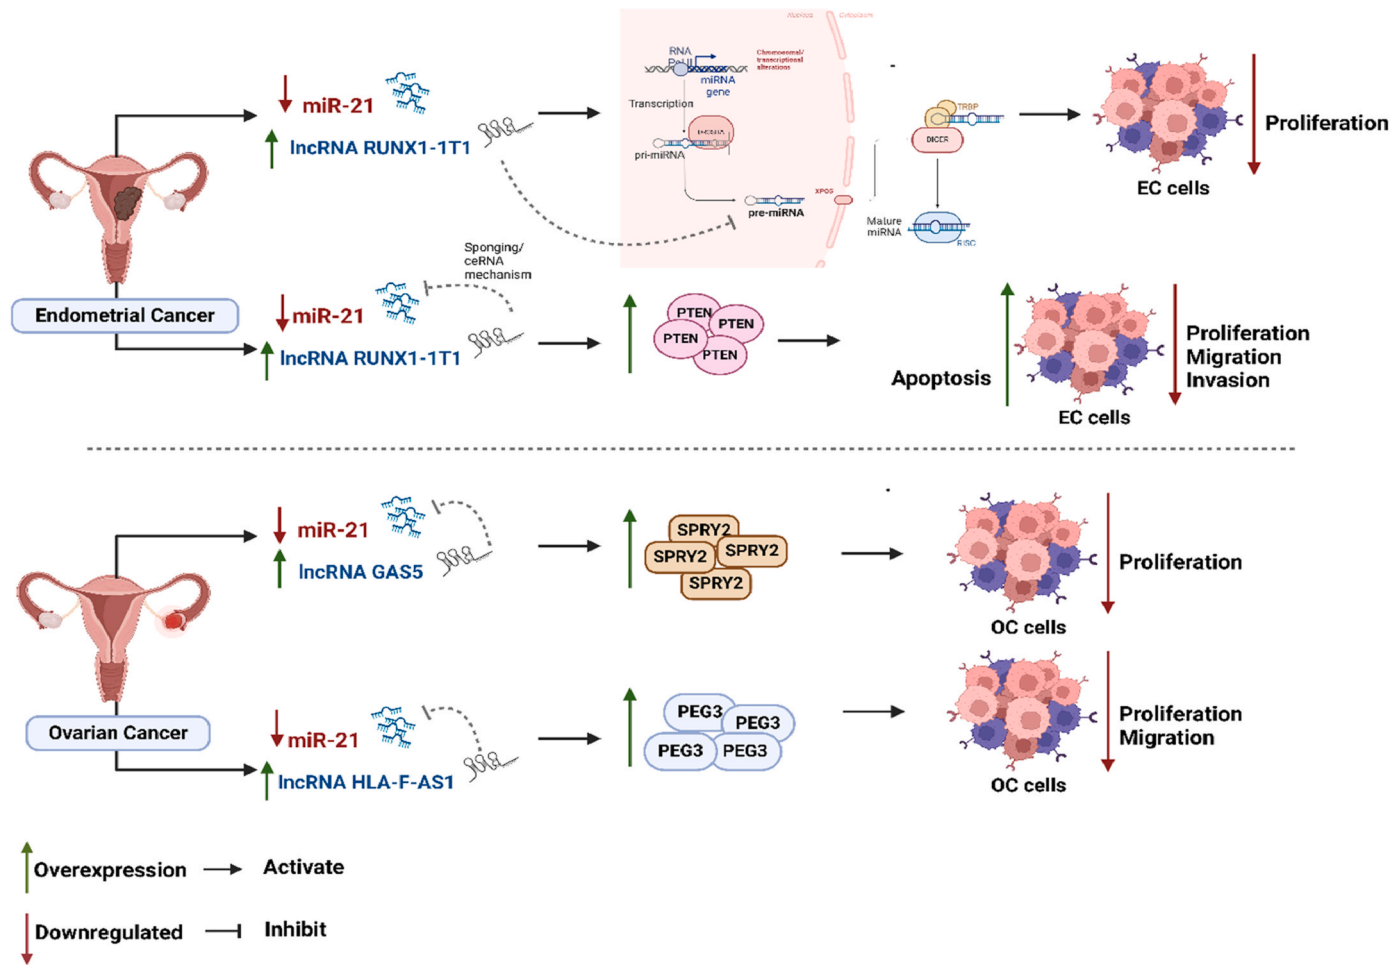 Nucleus
Cytoplasm
miR-21
lncRNA RUNX1-1T1
RNA
Pol II
miRNA
gene
Chromosomal/
transcriptional
alterations
Transcription
pri-miRNA
pre-miRNA
XPO5
TRBP
DICER
Mature
miRNA
RISC
EC cells
Proliferation
Endometrial Cancer
Sponging/
ceRNA
mechanism
miR-21
lncRNA RUNX1-1T1
PTEN
PTEN
PTEN
PTEN
Apoptosis
EC cells
Proliferation
Migration
Invasion
miR-21
lncRNA GAS5
SPRY2
SPRY2
SPRY2
SPRY2
OC cells
Proliferation
Ovarian Cancer
miR-21
lncRNA HLA-F-AS1
PEG3
PEG3
PEG3
PEG3
OC cells
Proliferation
Migration
Overexpression
Activate
Downregulated
Inhibit